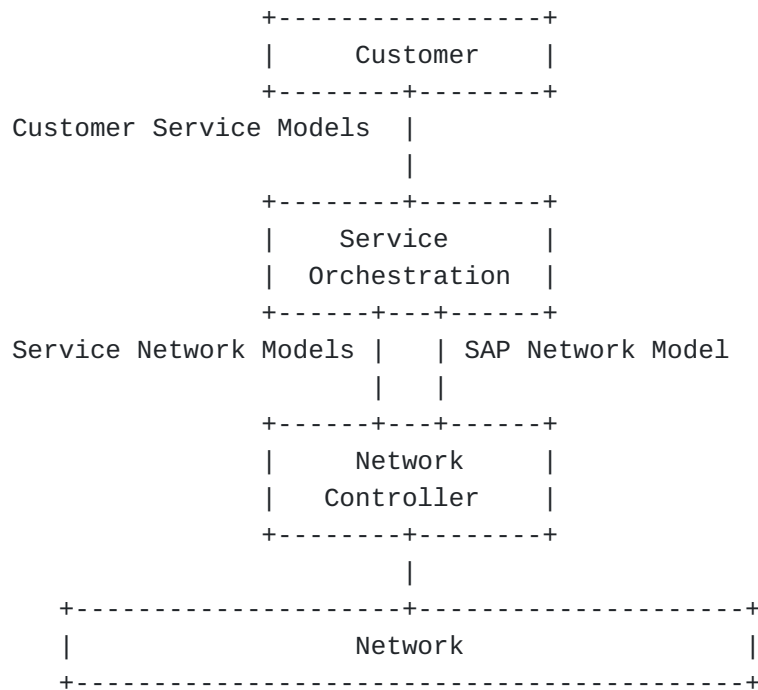 Customer
Customer Service Models
Service
Orchestration
Service Network Models
SAP Network Model
Network
Controller
Network